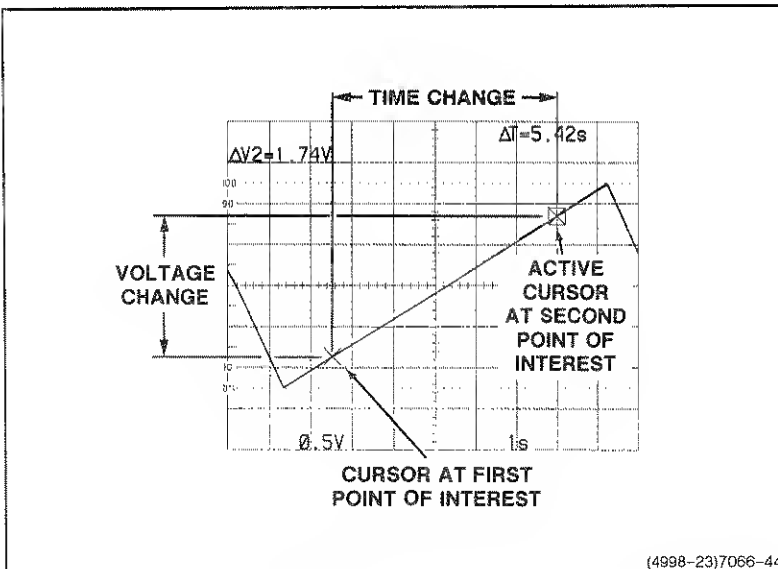 TIME CHANGE
ΔT=5.42s
ΔV2=1.74V
100
90
VOLTAGE
CHANGE
ACTIVE
CURSOR
AT SECOND
POINT OF
INTEREST
0.5V
1s
CURSOR AT FIRST
POINT OF INTEREST
(4998-23)7066-44